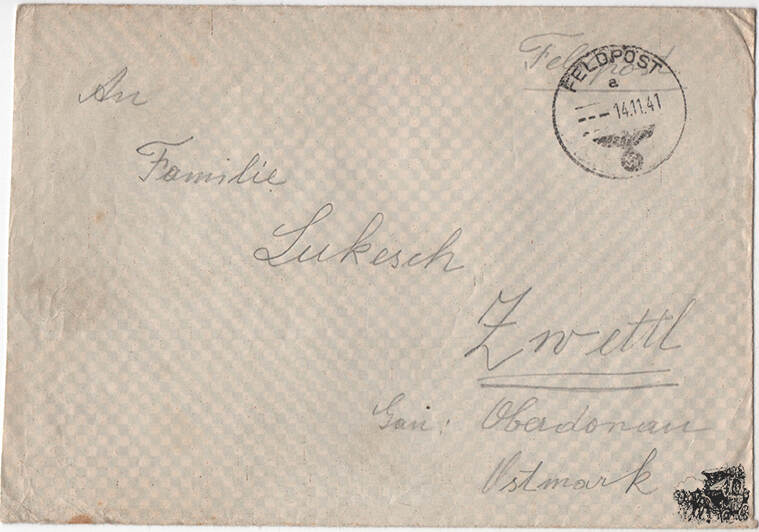 Feldpost
FELDPOST
a
14.11.41
An
Familie
Lukesch
Zwettl
Gau: Oberdonau
Ostmark